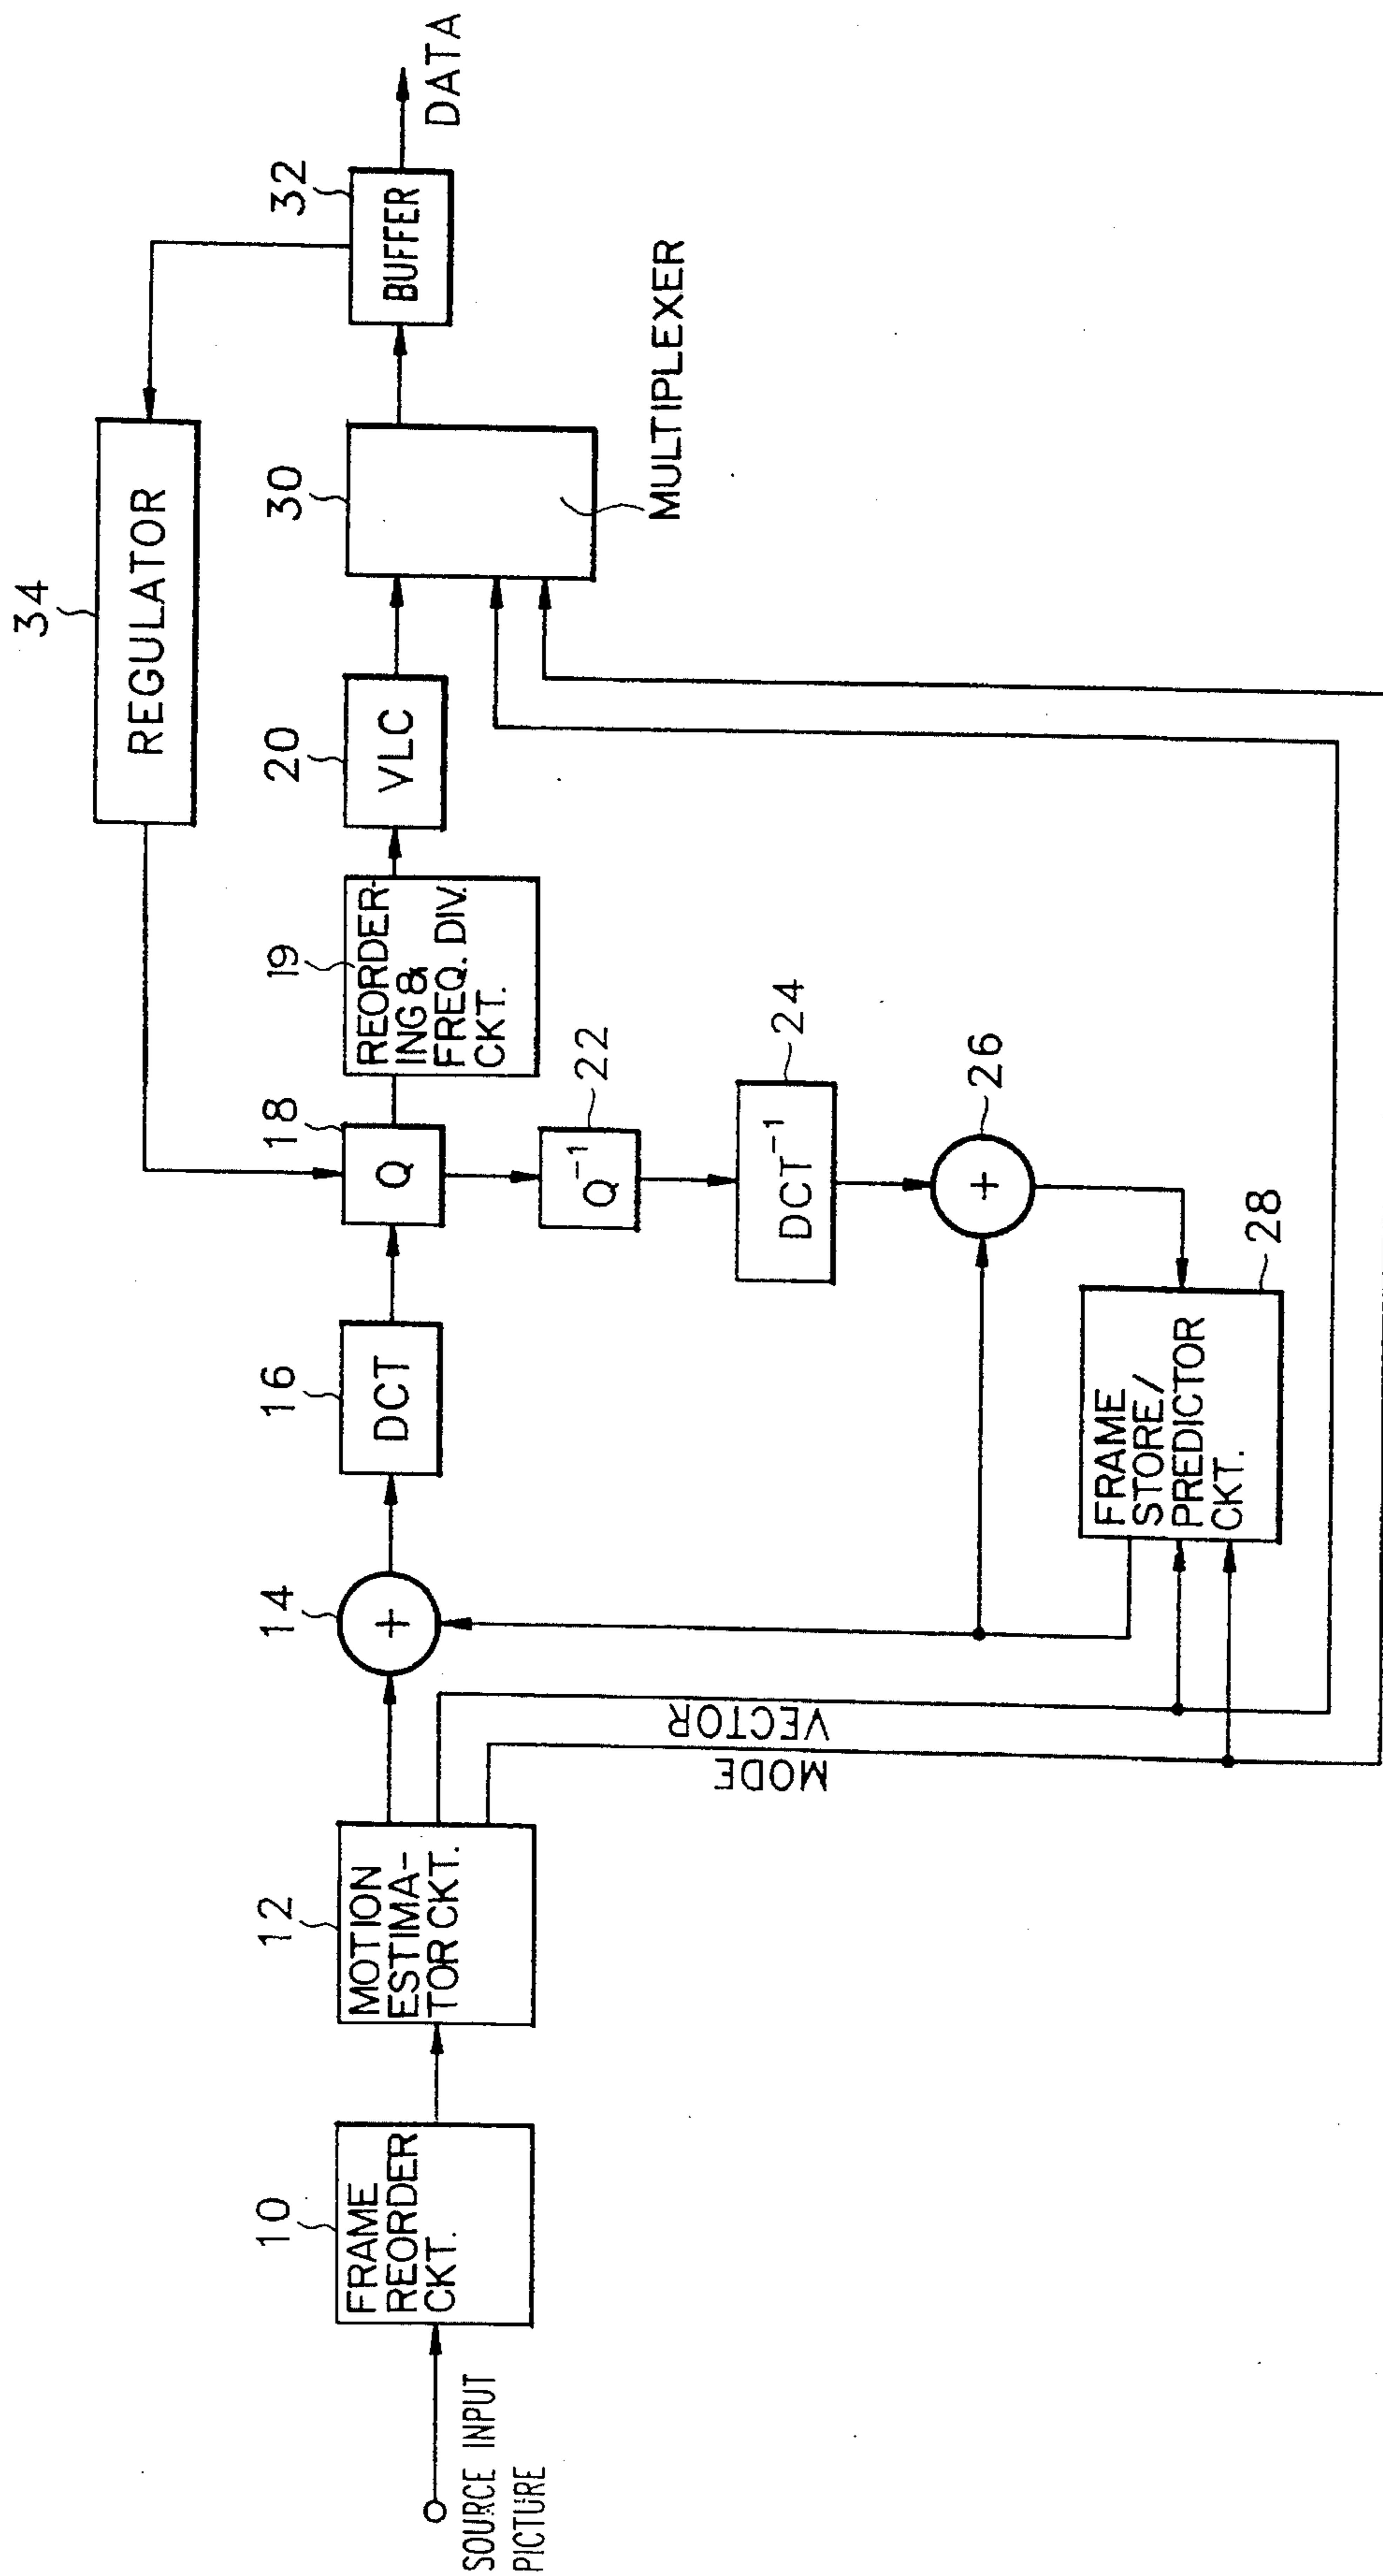 34
REGULATOR
10
FRAME
REORDER
CKT.
12
MOTION
ESTIMA-
TOR CKT.
14
+
16
DCT
18
Q
19
REORDER-
ING &
FREQ. DIV.
CKT.
20
VLC
30
MULTIPLEXER
32
BUFFER
DATA
SOURCE INPUT
PICTURE
MODE
VECTOR
22
Q⁻¹
24
DCT⁻¹
26
+
28
FRAME
STORE/
PREDICTOR
CKT.